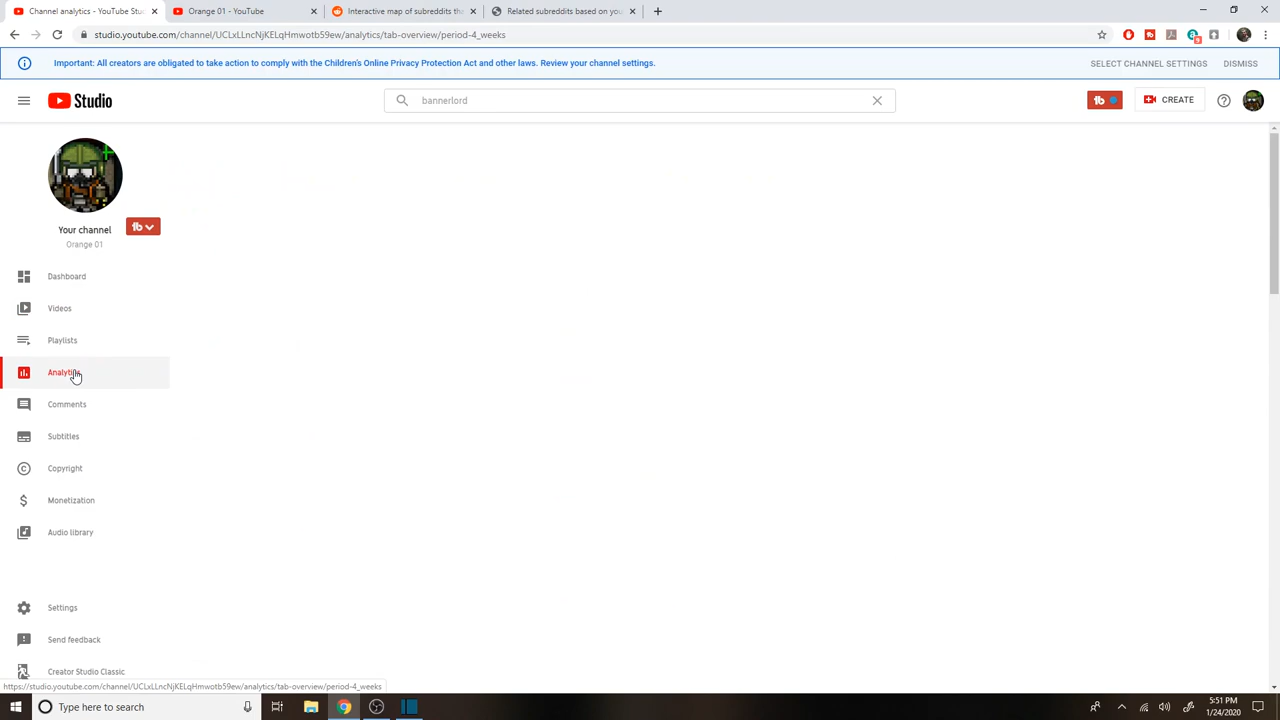 Channel analytics - YouTube Stu
Orange 01 - YouTube
Interactive map of subreddits tha
Related subreddits based on you
studio.youtube.com/channel/UCLxLLncNjKELqHmwotb59ew/analytics/tab-overview/period-4_weeks
Important: All creators are obligated to take action to comply with the Children's Online Privacy Protection Act and other laws. Review your channel settings.
SELECT CHANNEL SETTINGS
DISMISS
Studio
bannerlord
CREATE
Your channel
Orange 01
Dashboard
Videos
Playlists
Analytics
Comments
Subtitles
Copyright
Monetization
Audio library
Settings
Send feedback
Creator Studio Classic
https://studio.youtube.com/channel/UCLxLLncNjKELqHmwotb59ew/analytics/tab-overview/period-4_weeks
Type here to search
5:51 PM
1/24/2020